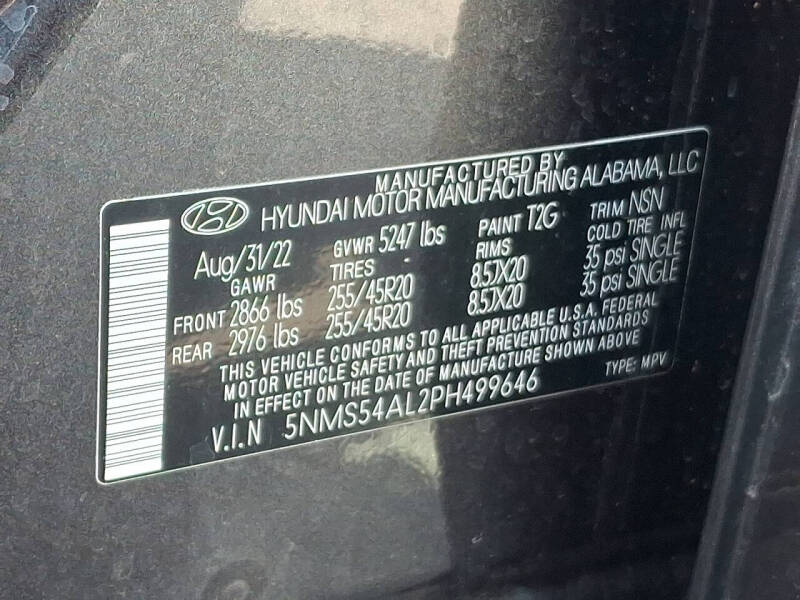 MANUFACTURED BY
HYUNDAI MOTOR MANUFACTURING ALABAMA, LLC
Aug/31/22 GVWR 5247 lbs PAINT T2G TRIM NSN
GAWR TIRES RIMS COLD TIRE INFL
FRONT 2866 lbs 255/45R20 8.5JX20 35 psi SINGLE
REAR 2976 lbs 255/45R20 8.5JX20 35 psi SINGLE
THIS VEHICLE CONFORMS TO ALL APPLICABLE U.S.A. FEDERAL
MOTOR VEHICLE SAFETY AND THEFT PREVENTION STANDARDS
IN EFFECT ON THE DATE OF MANUFACTURE SHOWN ABOVE
V.I.N 5NMS54AL2PH499646 TYPE: MPV